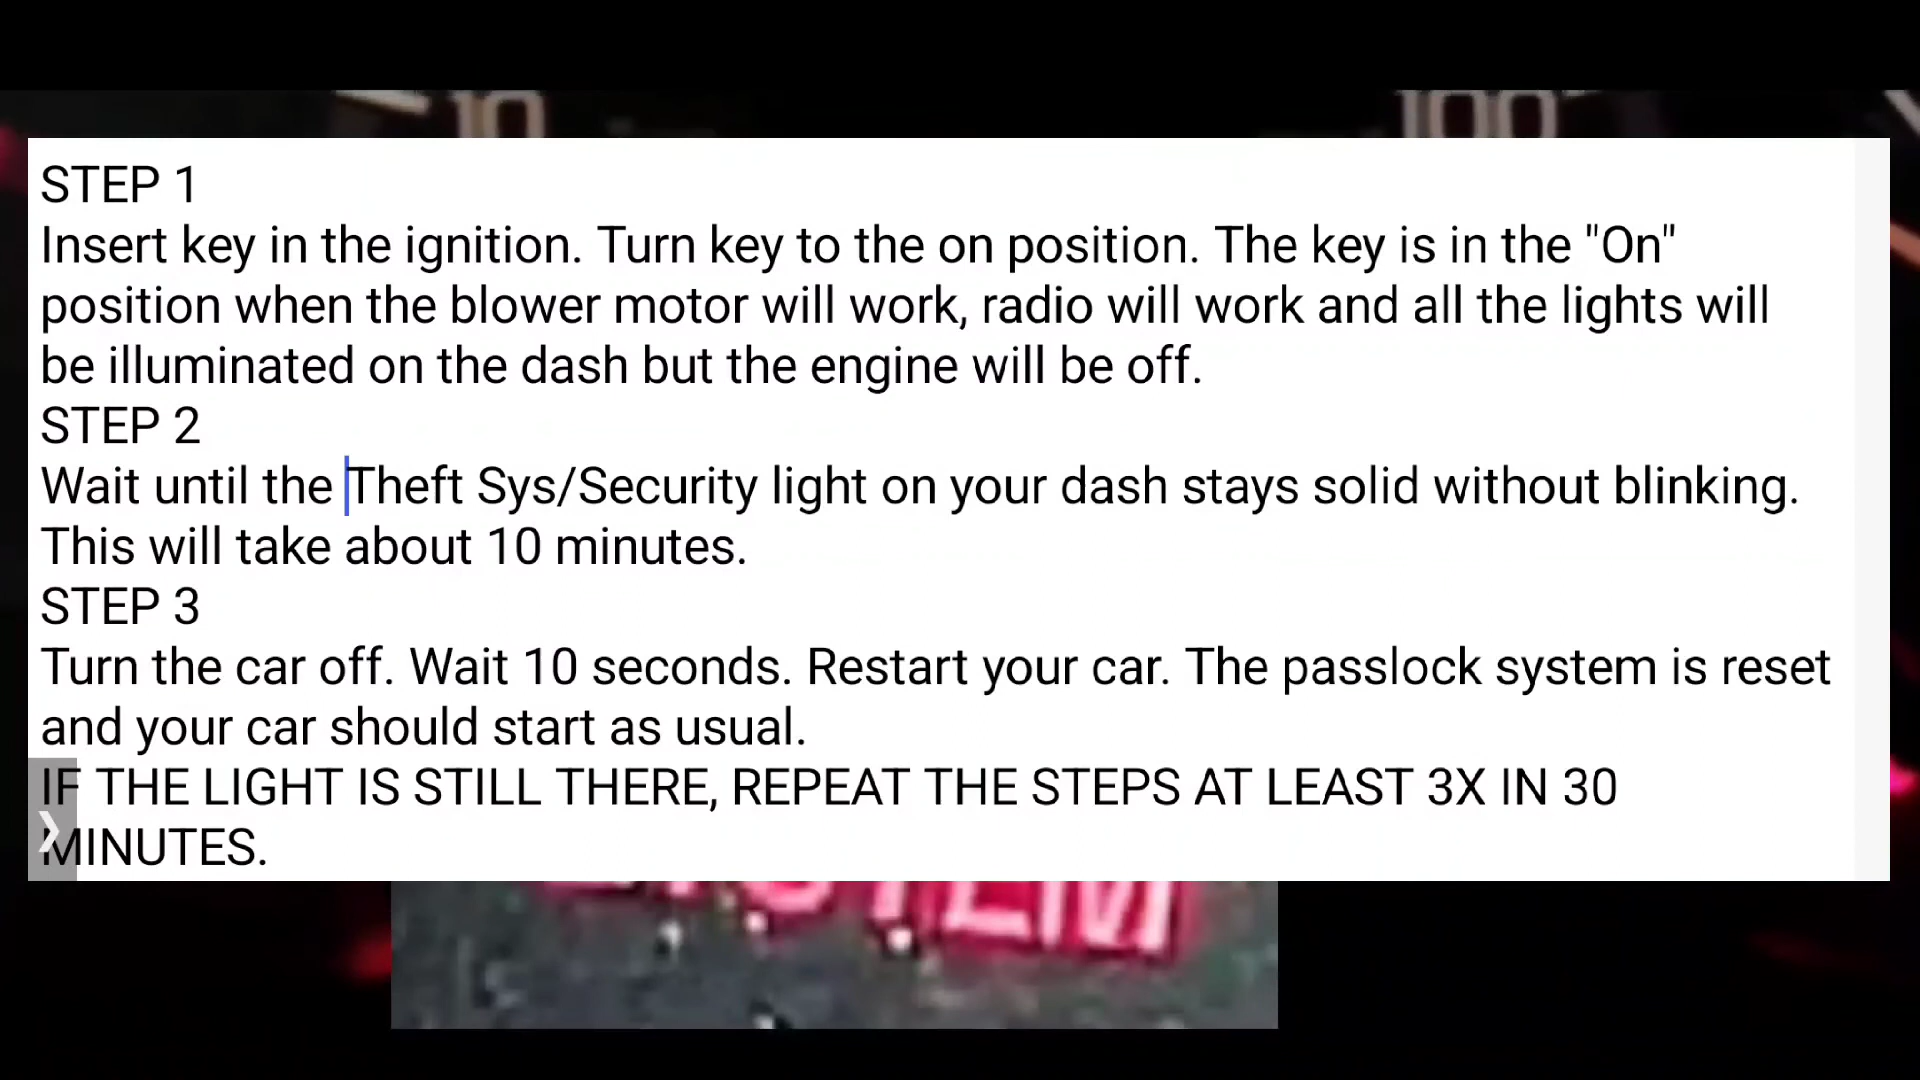 10 100
STEP 1
Insert key in the ignition. Turn key to the on position. The key is in the "On"
position when the blower motor will work, radio will work and all the lights will
be illuminated on the dash but the engine will be off.
STEP 2
Wait until the Theft Sys/Security light on your dash stays solid without blinking.
This will take about 10 minutes.
STEP 3
Turn the car off. Wait 10 seconds. Restart your car. The passlock system is reset
and your car should start as usual.
IF THE LIGHT IS STILL THERE, REPEAT THE STEPS AT LEAST 3X IN 30
MINUTES.
SYSTEM